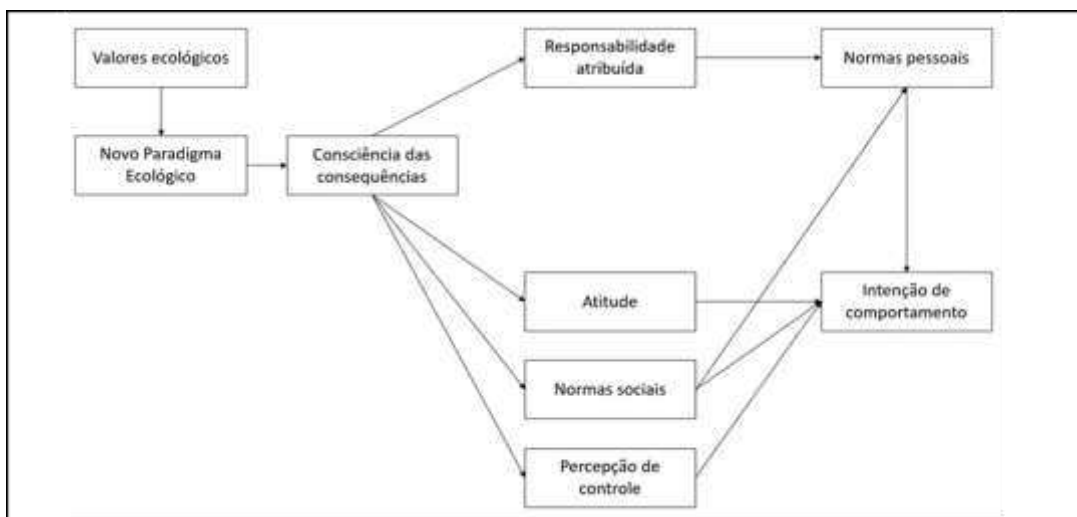 Valores ecológicos
Novo Paradigma
Ecológico
Consciência das
consequências
Responsabilidade
atribuída
Normas pessoais
Atitude
Intenção de
comportamento
Normas sociais
Percepção de
controle